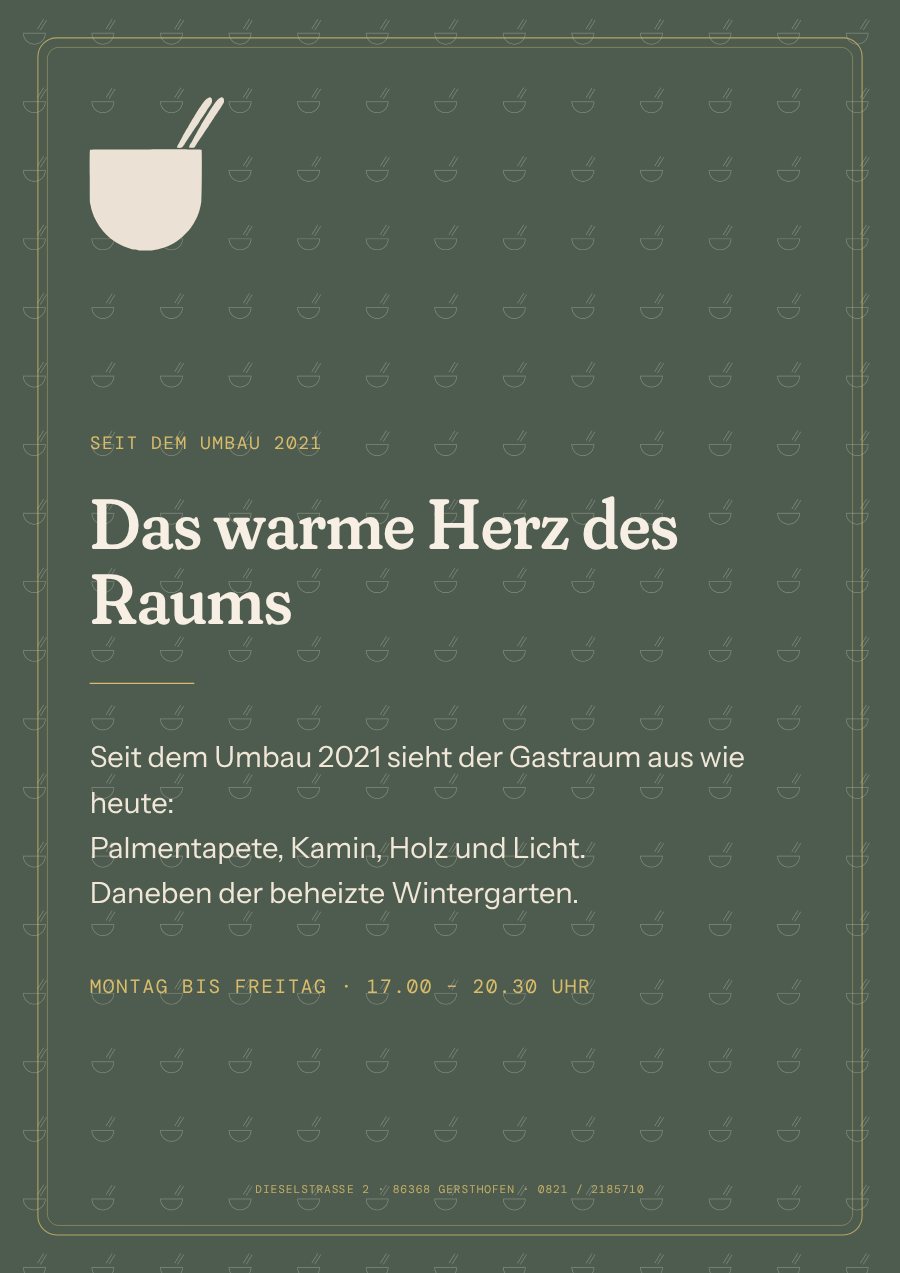 SEIT DEM UMBAU 2021
Das warme Herz des
Raums
Seit dem Umbau 2021 sieht der Gastraum aus wie
heute:
Palmentapete, Kamin, Holz und Licht.
Daneben der beheizte Wintergarten.
MONTAG BIS FREITAG · 17.00 – 20.30 UHR
DIESELSTRASSE 2 · 86368 GERSTHOFEN · 0821 / 2185710